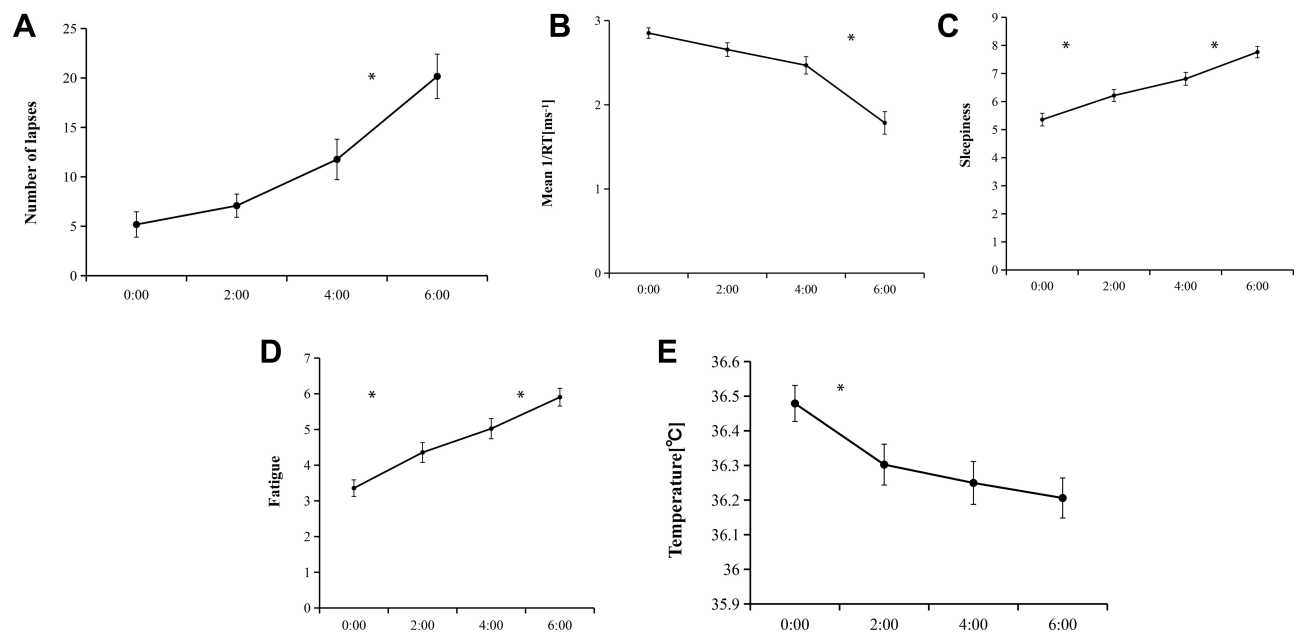 A
Number of lapses
25
20
15
10
5
0
*
0:00 2:00 4:00 6:00
B
Mean 1/RT[ms-1]
3
2
1
0
*
0:00 2:00 4:00 6:00
C
Sleepiness
9
8
7
6
5
4
3
2
1
0
* *
0:00 2:00 4:00 6:00
D
Fatigue
7
6
5
4
3
2
1
0
* *
0:00 2:00 4:00 6:00
E
Temperature[℃]
36.6
36.5
36.4
36.3
36.2
36.1
36
35.9
*
0:00 2:00 4:00 6:00